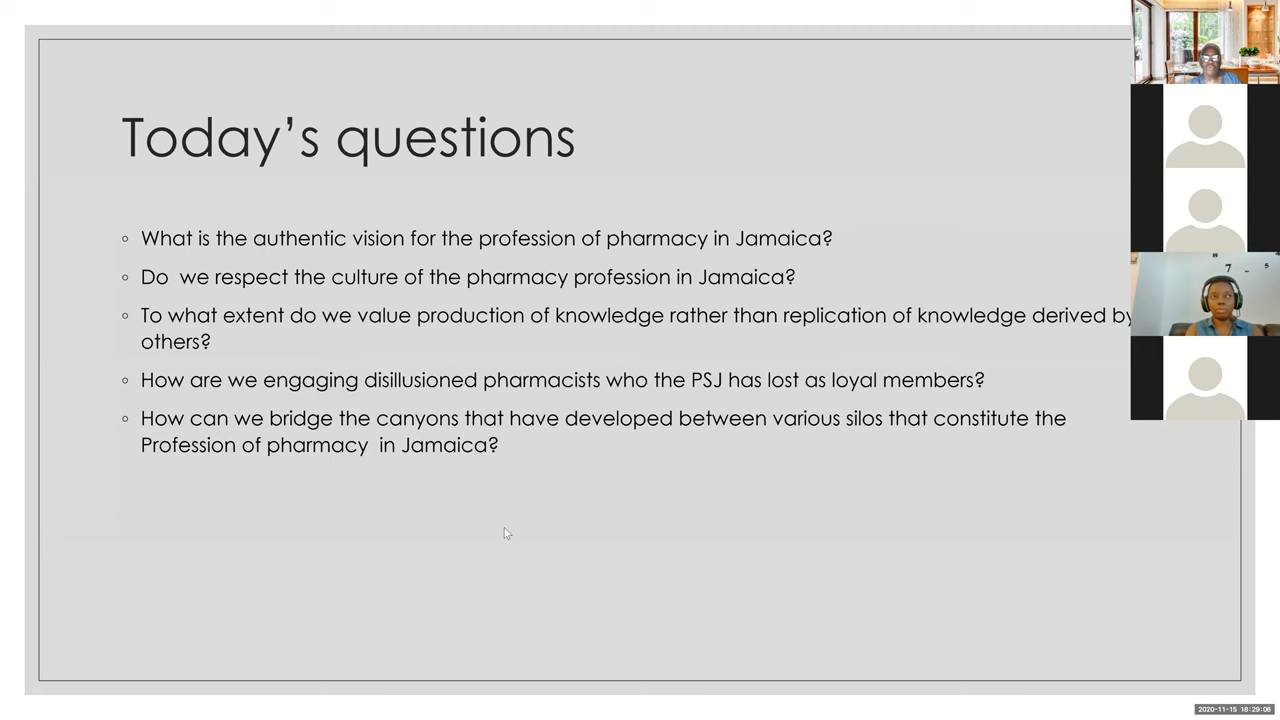 Today’s questions
◦ What is the authentic vision for the profession of pharmacy in Jamaica?
◦ Do  we respect the culture of the pharmacy profession in Jamaica?
◦ To what extent do we value production of knowledge rather than replication of knowledge derived by
others?
◦ How are we engaging disillusioned pharmacists who the PSJ has lost as loyal members?
◦ How can we bridge the canyons that have developed between various silos that constitute the
Profession of pharmacy  in Jamaica?
8
7
5
2020-11-15 18:29:06